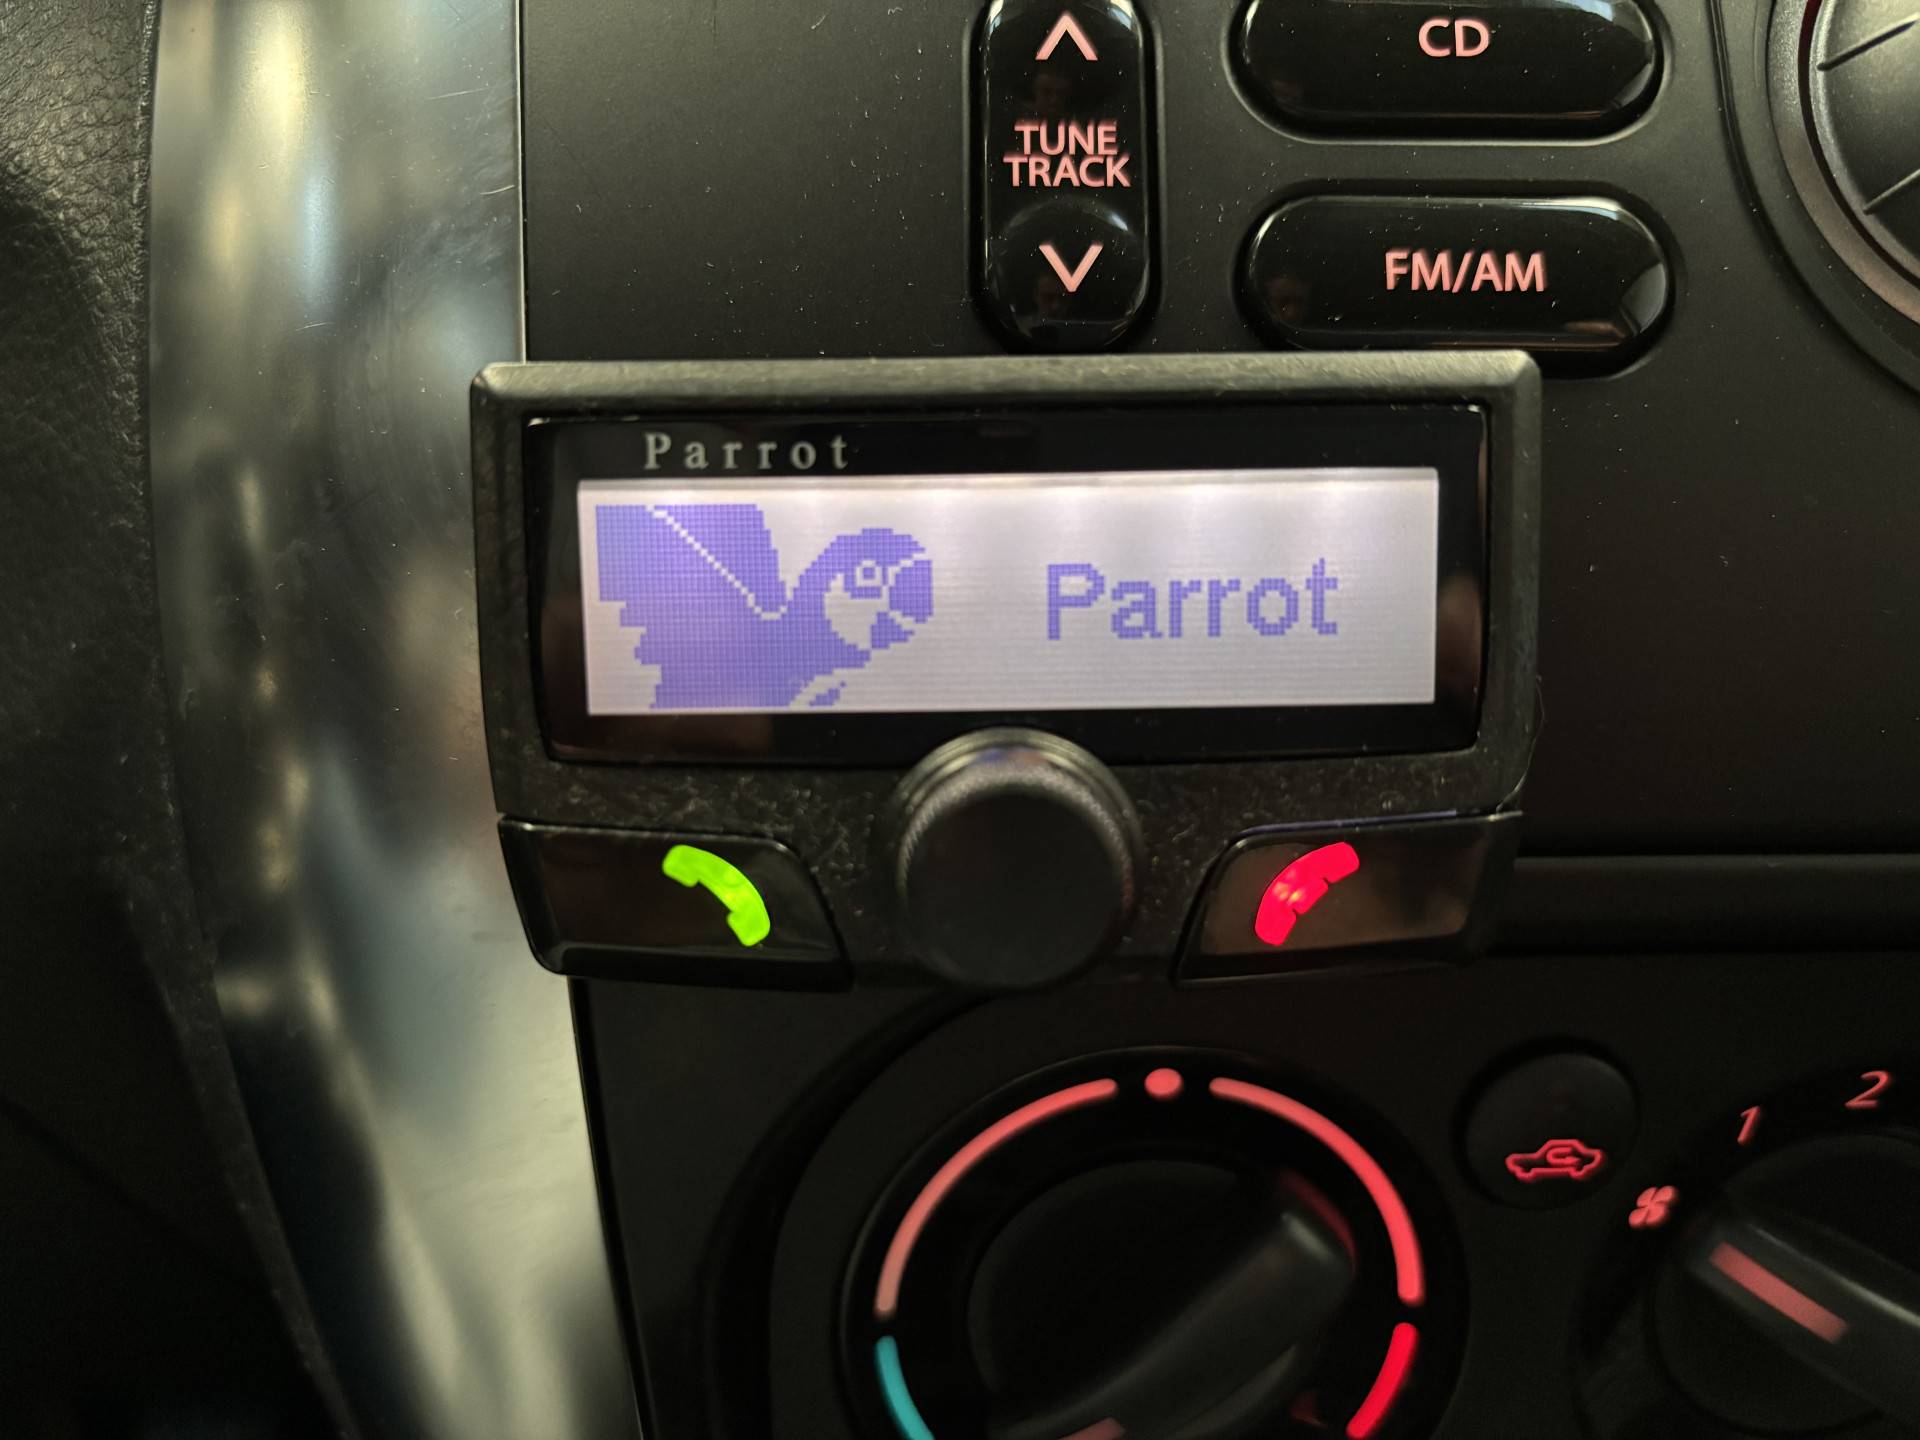 CD
TUNE
TRACK
FM/AM
Parrot
Parrot
1
2